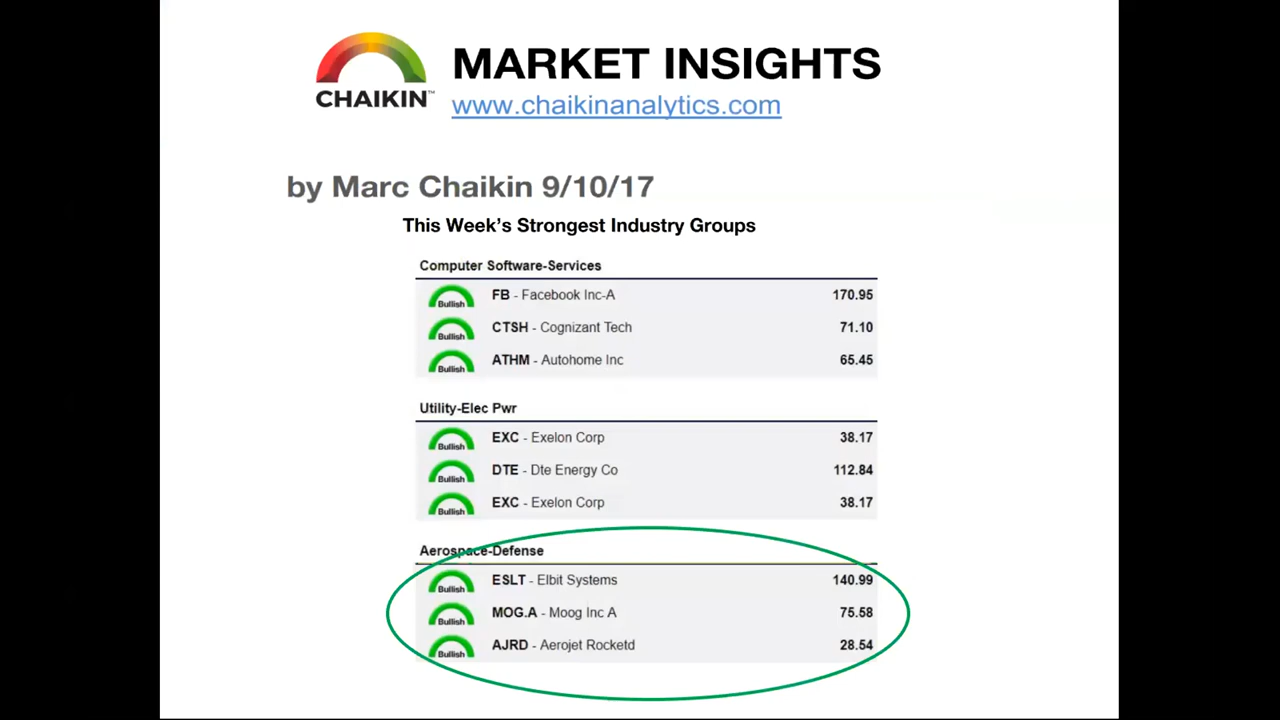 CHAIKIN™
MARKET INSIGHTS
www.chaikinanalytics.com
by Marc Chaikin 9/10/17
This Week's Strongest Industry Groups
Computer Software-Services
Bullish FB - Facebook Inc-A 170.95
Bullish CTSH - Cognizant Tech 71.10
Bullish ATHM - Autohome Inc 65.45
Utility-Elec Pwr
Bullish EXC - Exelon Corp 38.17
Bullish DTE - Dte Energy Co 112.84
Bullish EXC - Exelon Corp 38.17
Aerospace-Defense
Bullish ESLT - Elbit Systems 140.99
Bullish MOG.A - Moog Inc A 75.58
Bullish AJRD - Aerojet Rocketd 28.54